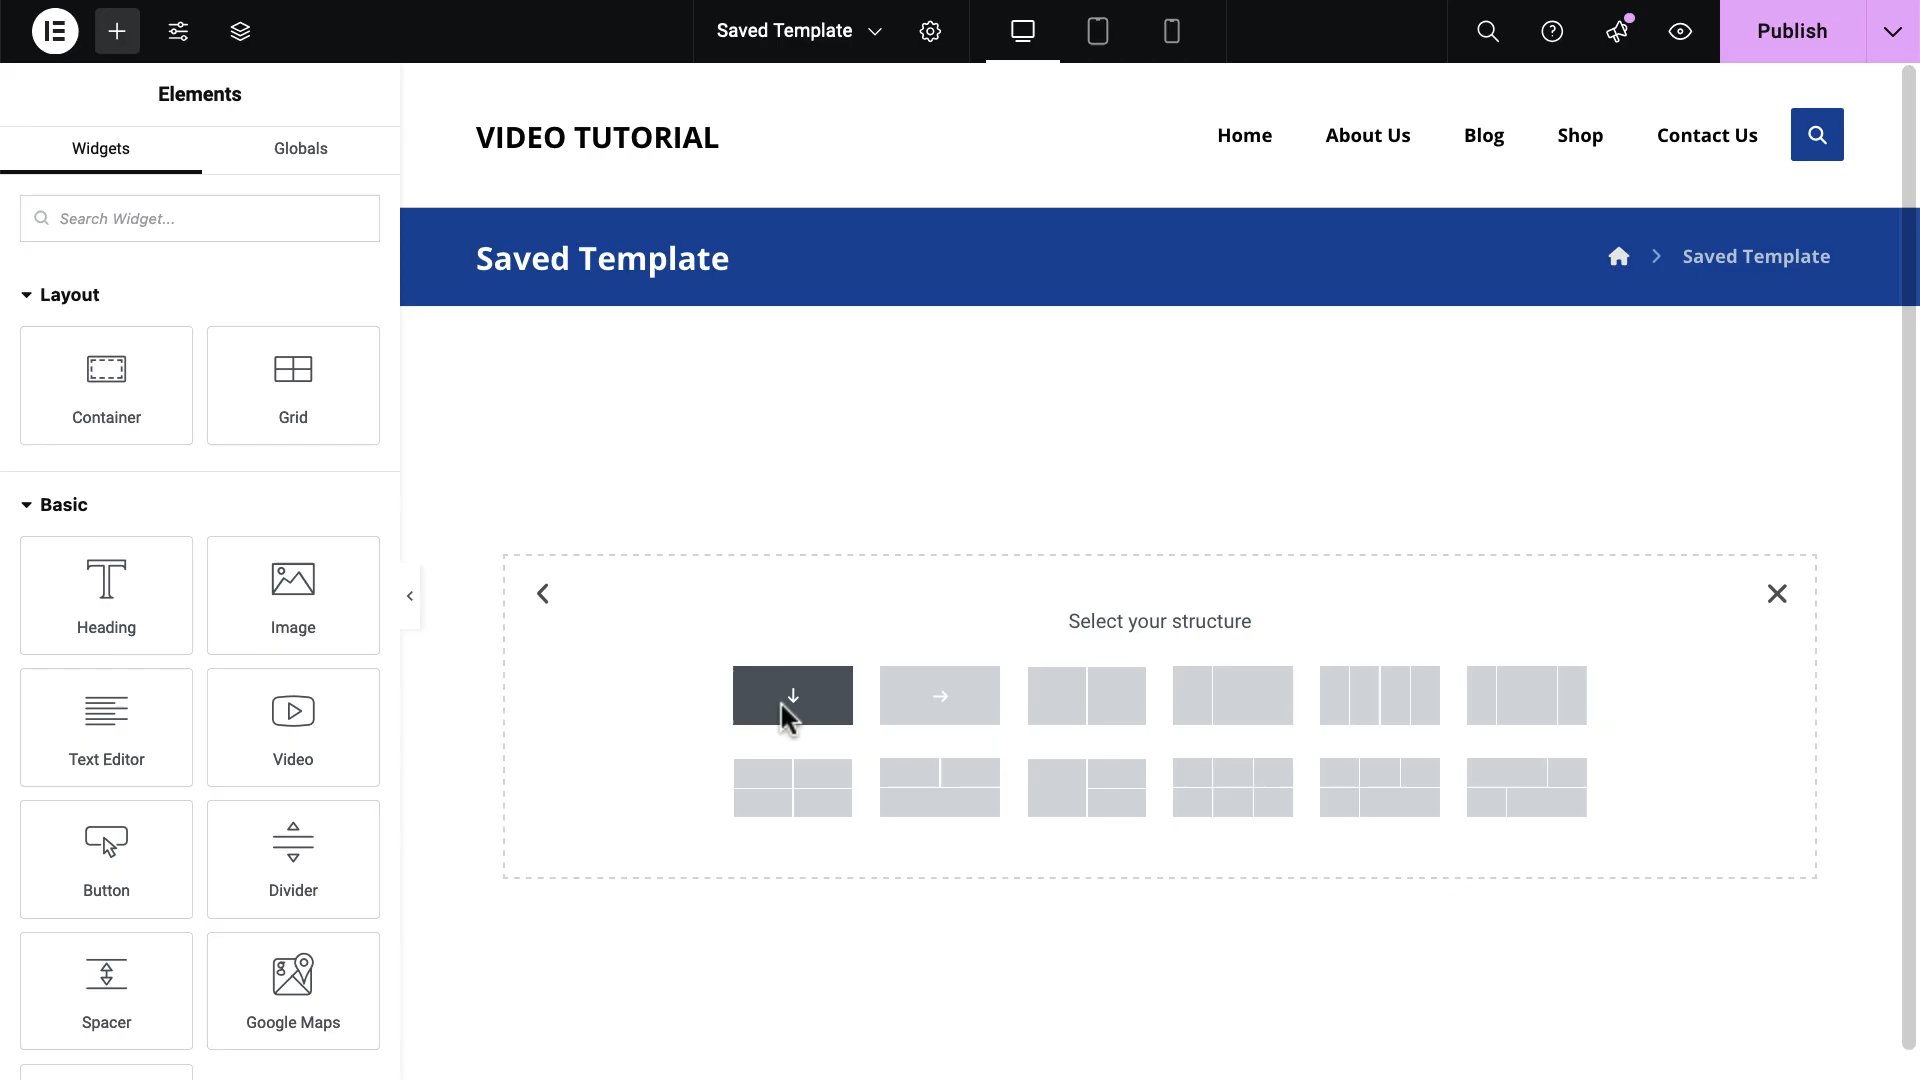 Saved Template
Publish
Elements
Widgets
Globals
Search Widget...
Layout
Container
Grid
Basic
Heading
Image
Text Editor
Video
Button
Divider
Spacer
Google Maps
VIDEO TUTORIAL
Home
About Us
Blog
Shop
Contact Us
Saved Template
Saved Template
Select your structure